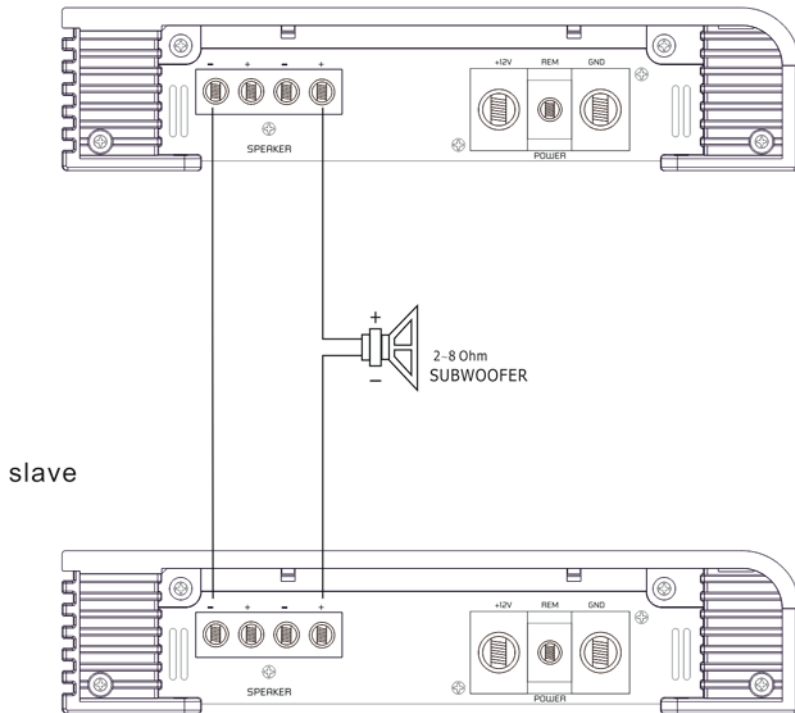 − + − +
+12V REM GND
SPEAKER
POWER
+
2~8 Ohm
SUBWOOFER
−
slave
− + − +
+12V REM GND
SPEAKER
POWER